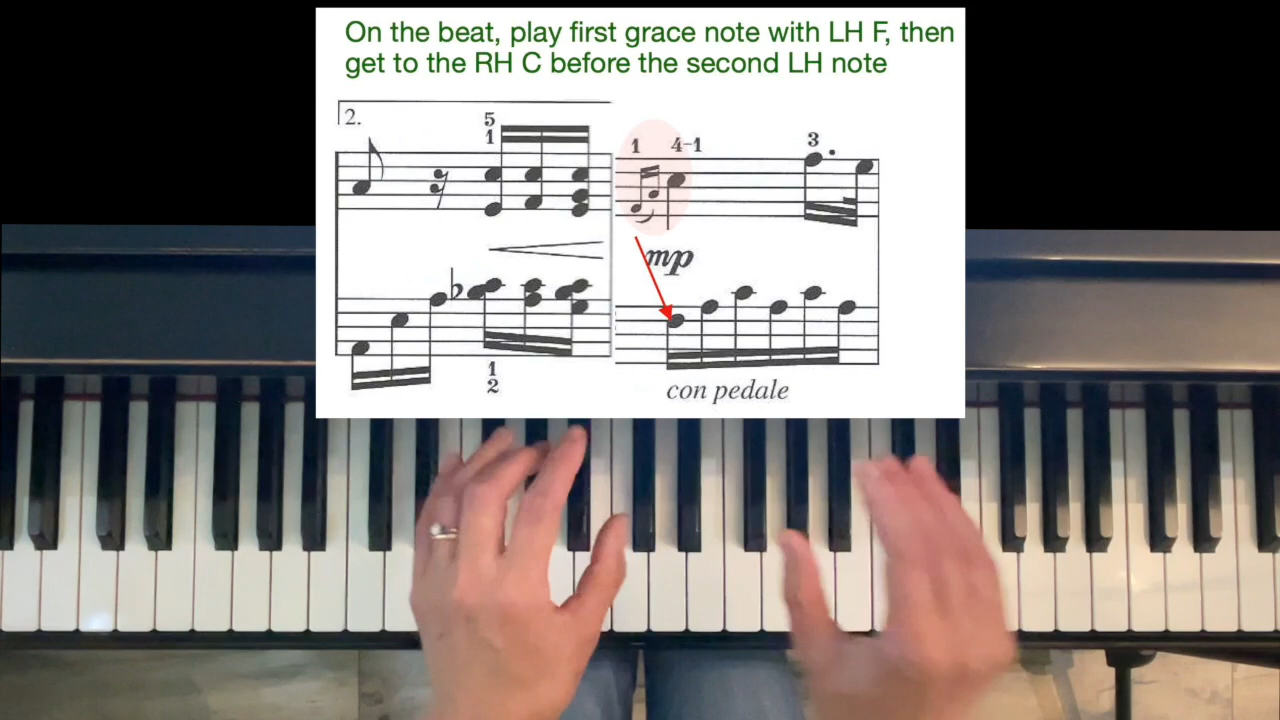 On the beat, play first grace note with LH F, then
get to the RH C before the second LH note
2.
5
1
1 4-1 3
mp
1
2
con pedale